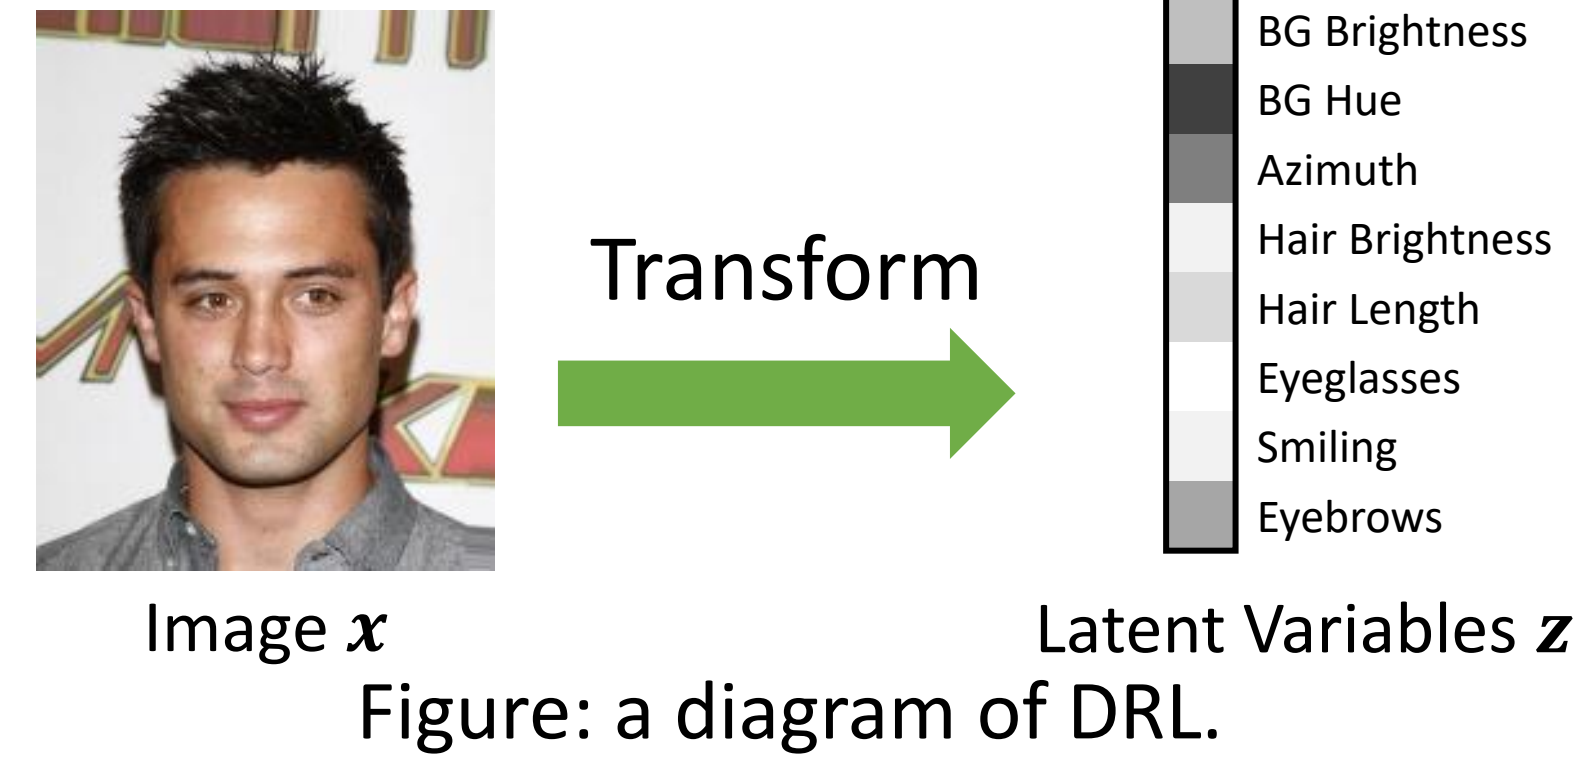 BG Brightness
BG Hue
Azimuth
Transform
Hair Brightness
Hair Length
Eyeglasses
Smiling
Eyebrows
Image x
Latent Variables z
Figure: a diagram of DRL.